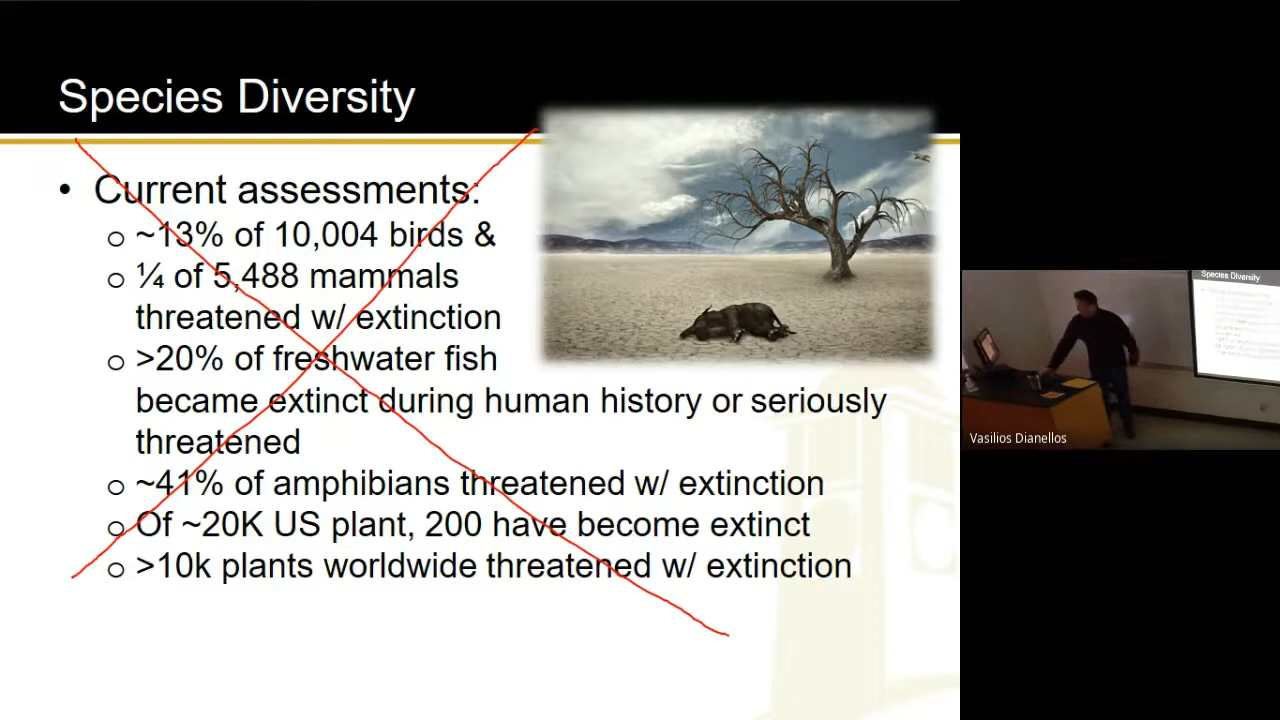 Species Diversity
• Current assessments:
o ~13% of 10,004 birds &
o ¼ of 5,488 mammals
threatened w/ extinction
o >20% of freshwater fish
became extinct during human history or seriously
threatened
o ~41% of amphibians threatened w/ extinction
o Of ~20K US plant, 200 have become extinct
o >10k plants worldwide threatened w/ extinction
Species Diversity
Vasilios Dianellos